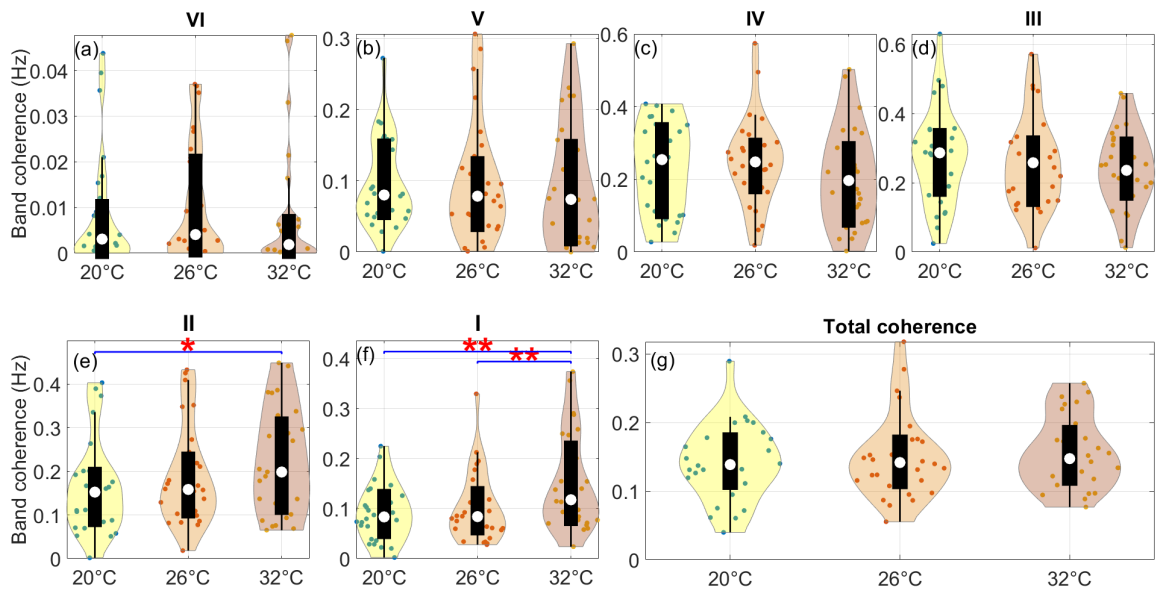 VI
V
IV
III
(a)
(b)
(c)
(d)
Band coherence (Hz)
0.04
0.03
0.02
0.01
0
0.3
0.2
0.1
0
0.6
0.4
0.2
0
0.6
0.4
0.2
0
20°C 26°C 32°C
20°C 26°C 32°C
20°C 26°C 32°C
20°C 26°C 32°C
II
I
Total coherence
(e)
(f)
(g)
*
**
**
Band coherence (Hz)
0.4
0.3
0.2
0.1
0
0.4
0.3
0.2
0.1
0
0.3
0.2
0.1
0
20°C 26°C 32°C
20°C 26°C 32°C
20°C 26°C 32°C